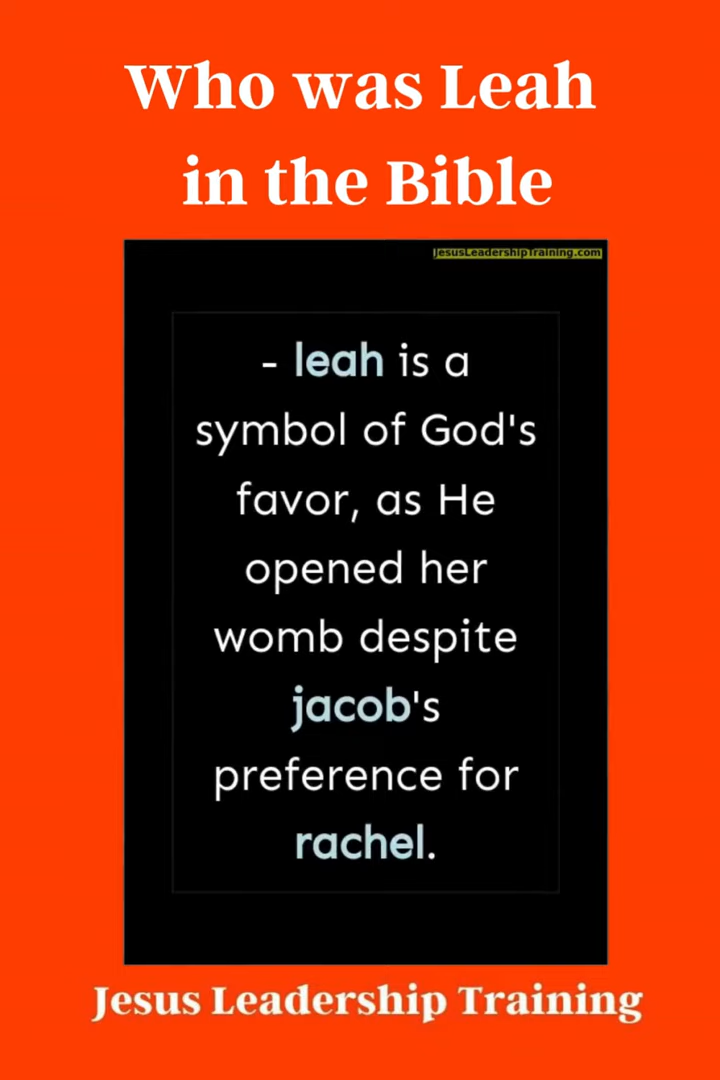 Who was Leah
in the Bible
JesusLeadershipTraining.com
- leah is a
symbol of God's
favor, as He
opened her
womb despite
jacob's
preference for
rachel.
Jesus Leadership Training